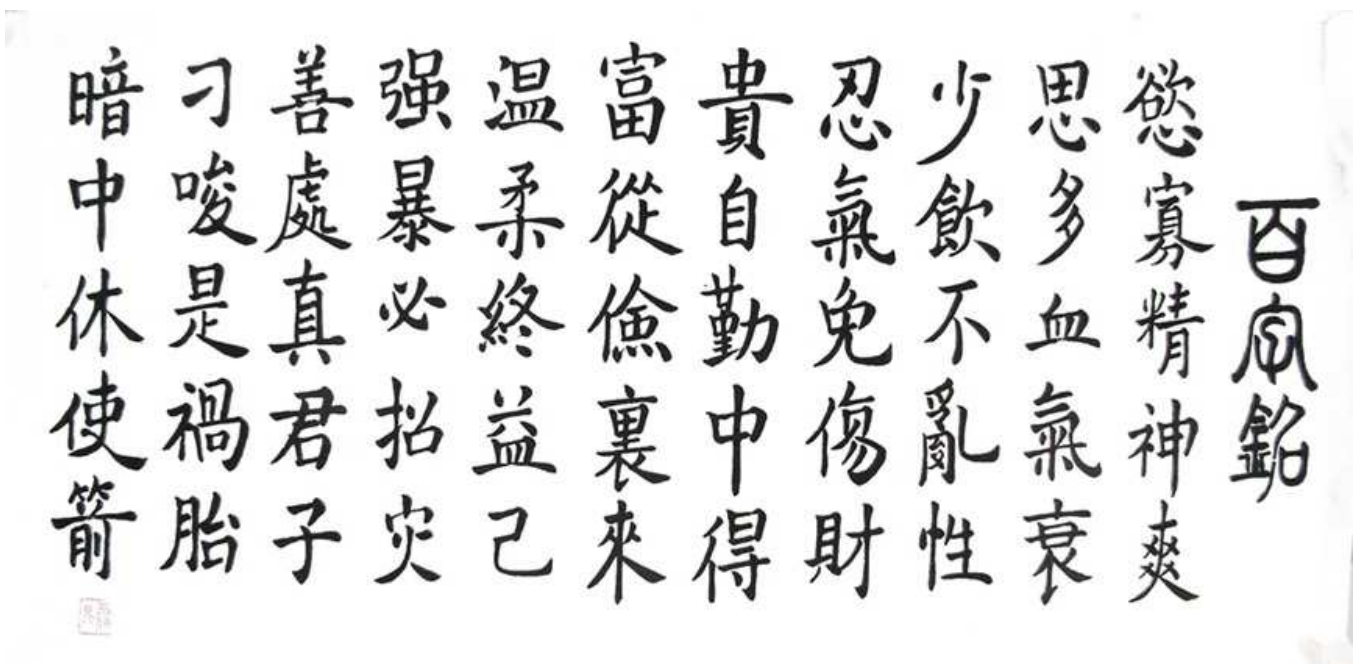 百字銘
慾寡精神爽
思多血氣衰
少飲不亂性
忍氣免傷財
貴自勤中得
富從儉裏來
温柔終益己
强暴必招灾
善處真君子
刁唆是禍胎
暗中休使箭